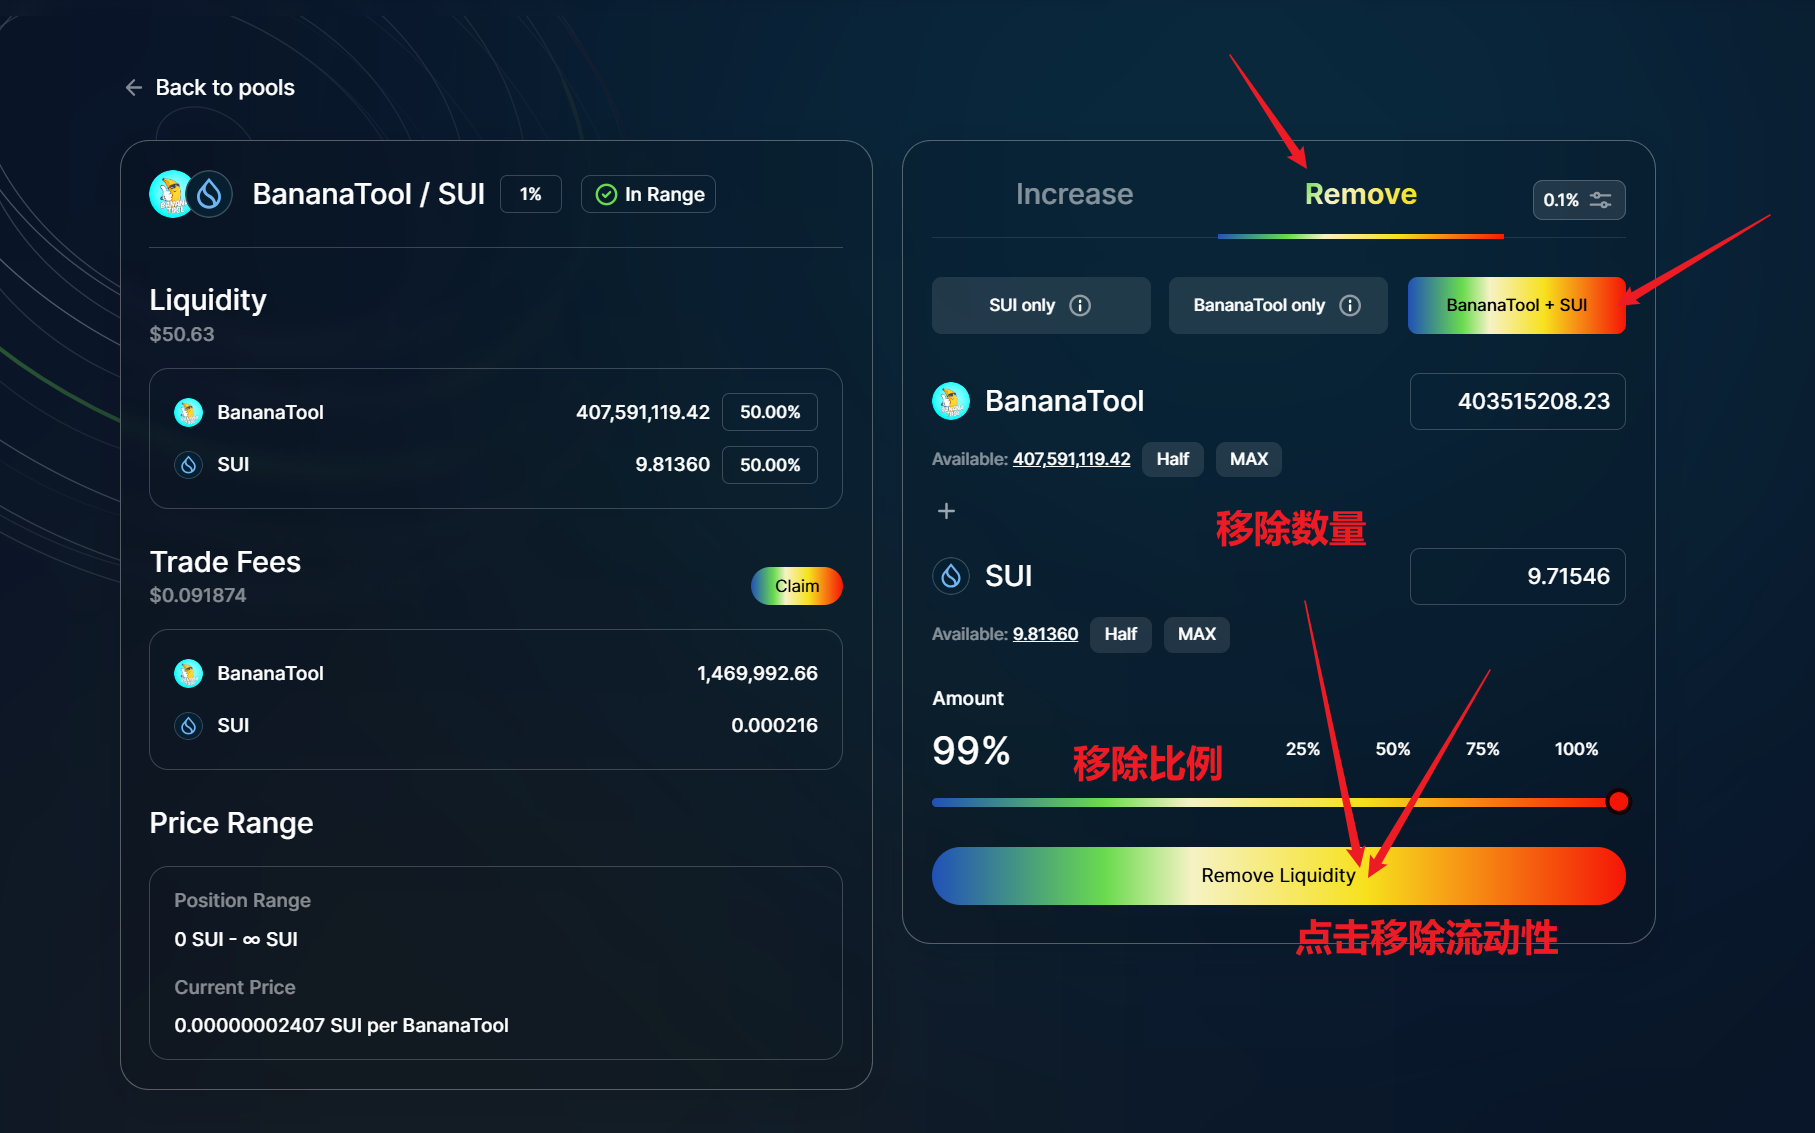 Back to pools
BananaTool / SUI 1% In Range
Liquidity
$50.63
BananaTool 407,591,119.42 50.00%
SUI 9.81360 50.00%
Trade Fees
$0.091874
Claim
BananaTool 1,469,992.66
SUI 0.000216
Price Range
Position Range
0 SUI - ∞ SUI
Current Price
0.00000002407 SUI per BananaTool
Increase Remove 0.1%
SUI only BananaTool only BananaTool + SUI
BananaTool 403515208.23
Available: 407,591,119.42 Half MAX
+
移除数量
SUI 9.71546
Available: 9.81360 Half MAX
Amount
99% 移除比例 25% 50% 75% 100%
Remove Liquidity
点击移除流动性